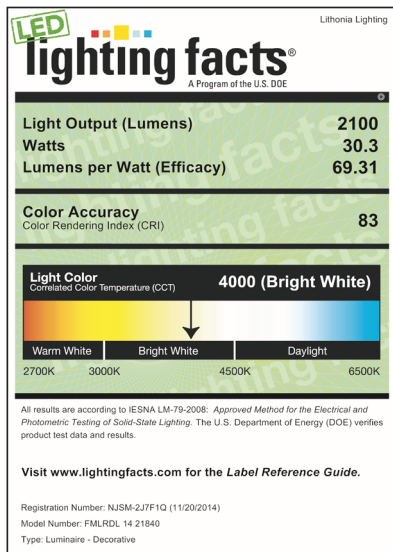 LED
Lithonia Lighting
lighting facts®
A Program of the U.S. DOE
Light Output (Lumens) 2100
Watts 30.3
Lumens per Watt (Efficacy) 69.31
Color Accuracy
Color Rendering Index (CRI) 83
Light Color
Correlated Color Temperature (CCT) 4000 (Bright White)
Warm White Bright White Daylight
2700K 3000K 4500K 6500K
All results are according to IESNA LM-79-2008: Approved Method for the Electrical and
Photometric Testing of Solid-State Lighting. The U.S. Department of Energy (DOE) verifies
product test data and results.
Visit www.lightingfacts.com for the Label Reference Guide.
Registration Number: NJSM-2J7F1Q (11/20/2014)
Model Number: FMLRDL 14 21840
Type: Luminaire - Decorative